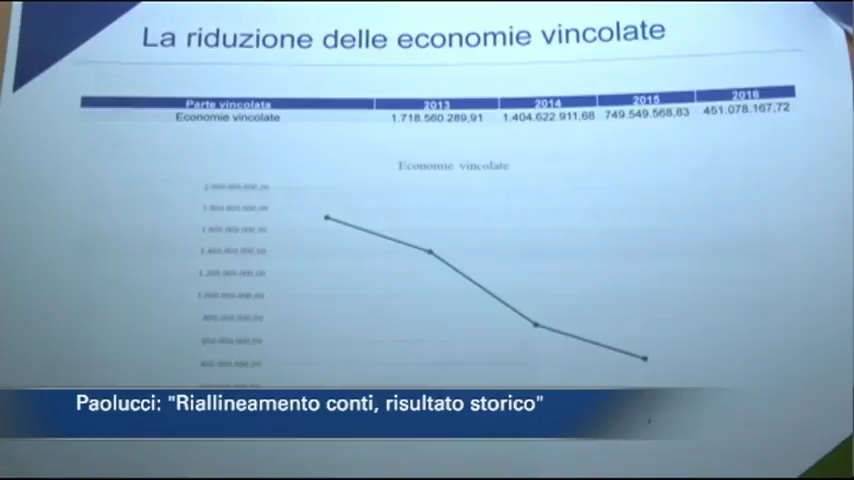 La riduzione delle economie vincolate
Parte vincolata 2013 2014 2015 2016
Economie vincolate 1.718.560.289,91 1.404.622.911,68 749.549.568,83 451.078.167,72
Economie vincolate
2.000.000.000,00
1.800.000.000,00
1.600.000.000,00
1.400.000.000,00
1.200.000.000,00
1.000.000.000,00
800.000.000,00
600.000.000,00
400.000.000,00
Paolucci: "Riallineamento conti, risultato storico"